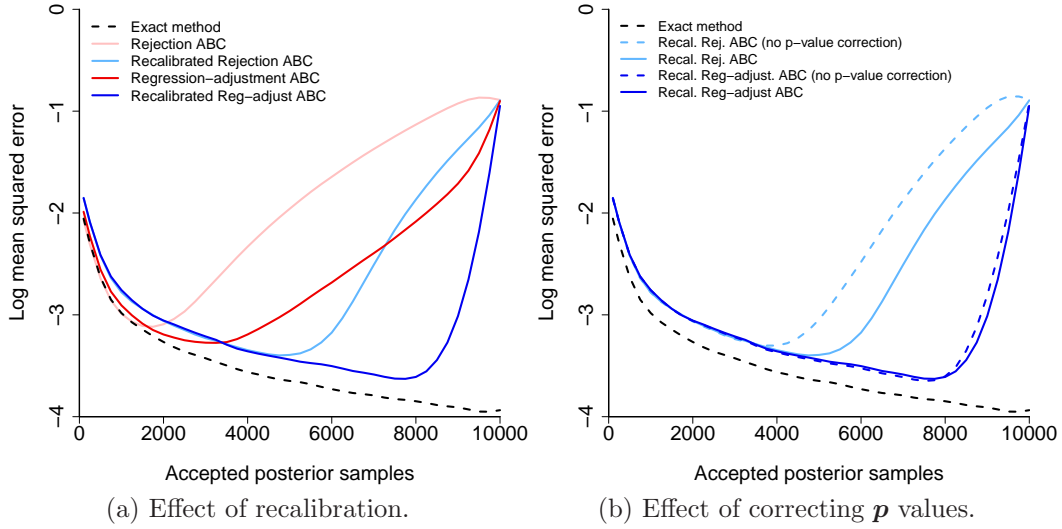 Log mean squared error
0
−1
−2
−3
−4
Exact method
Rejection ABC
Recalibrated Rejection ABC
Regression−adjustment ABC
Recalibrated Reg−adjust ABC
0 2000 4000 6000 8000 10000
Accepted posterior samples
(a) Effect of recalibration.
Log mean squared error
0
−1
−2
−3
−4
Exact method
Recal. Rej. ABC (no p−value correction)
Recal. Rej. ABC
Recal. Reg−adjust. ABC (no p−value correction)
Recal. Reg−adjust ABC
0 2000 4000 6000 8000 10000
Accepted posterior samples
(b) Effect of correcting p values.